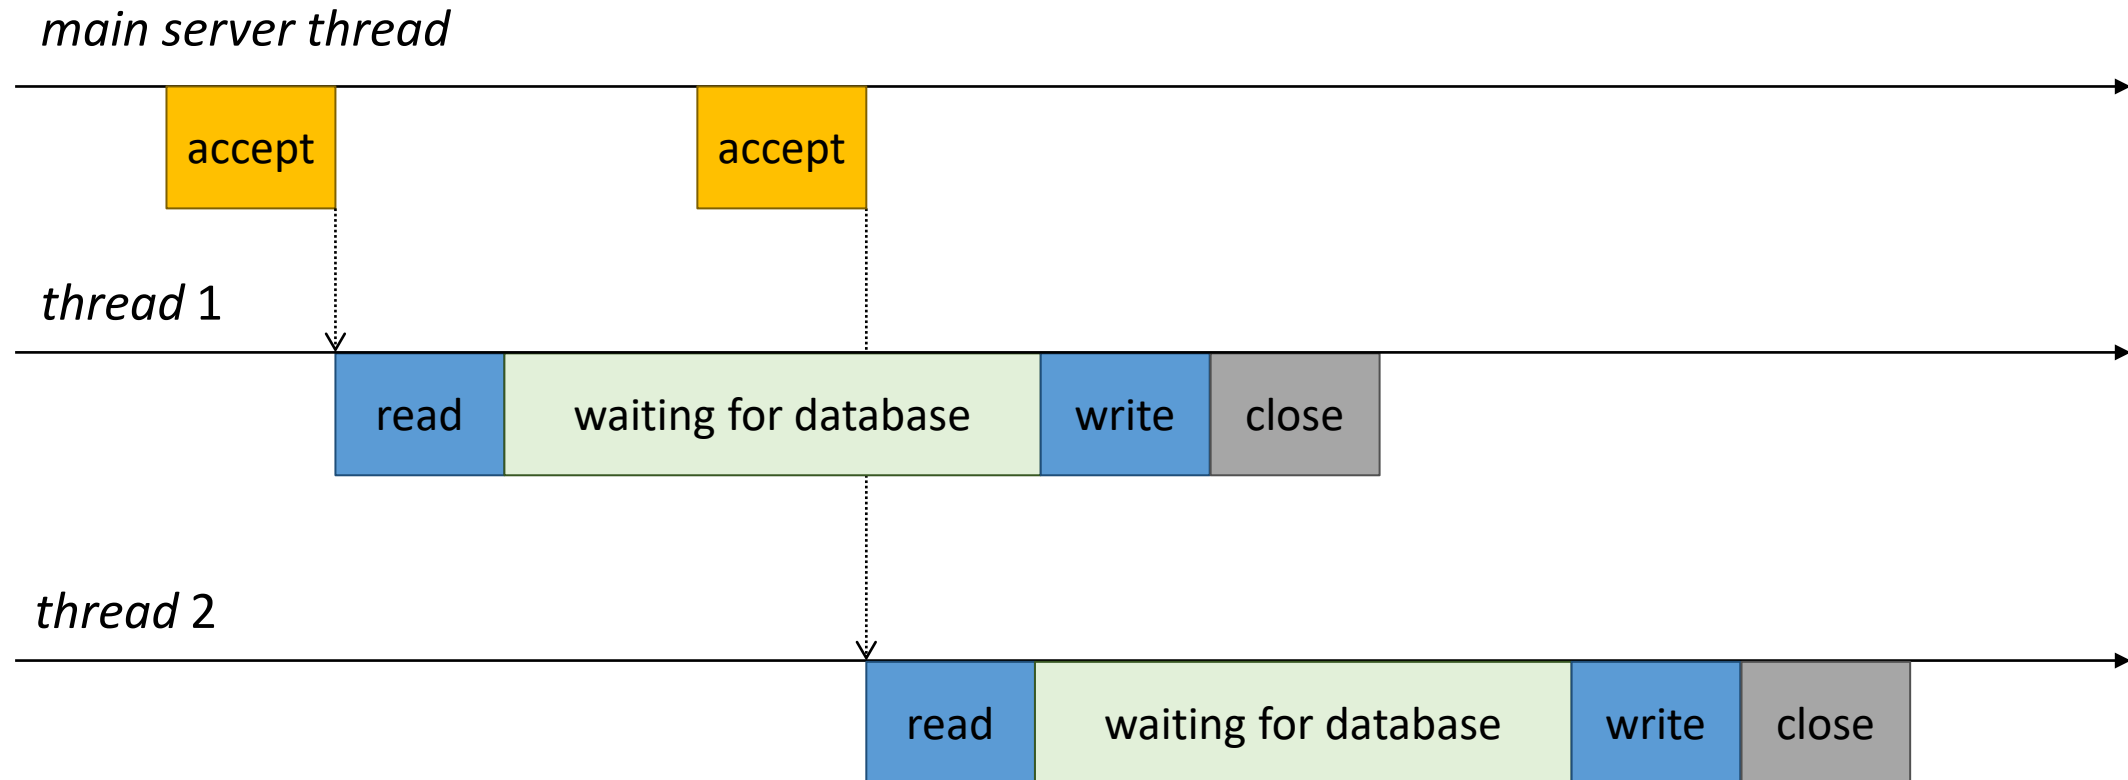 main server thread
accept accept
thread 1
read waiting for database write close
thread 2
read waiting for database write close